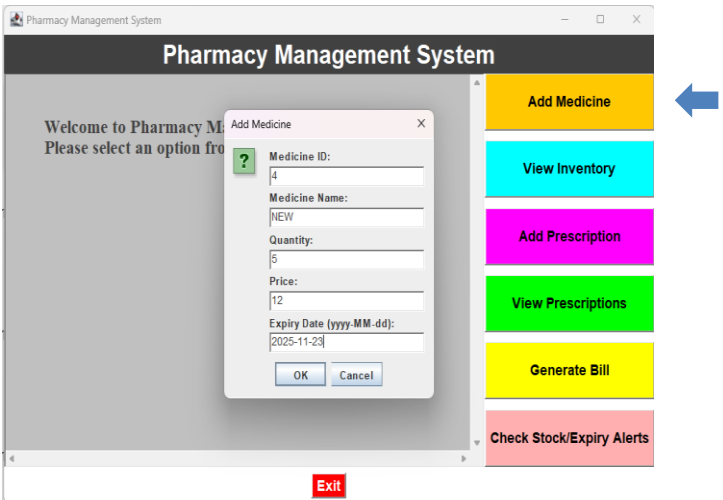 Pharmacy Management System
Pharmacy Management System
Welcome to Pharmacy M
Please select an option fro
Add Medicine
?
Medicine ID:
4
Medicine Name:
NEW
Quantity:
5
Price:
12
Expiry Date (yyyy-MM-dd):
2025-11-23
OK Cancel
Add Medicine
View Inventory
Add Prescription
View Prescriptions
Generate Bill
Check Stock/Expiry Alerts
Exit